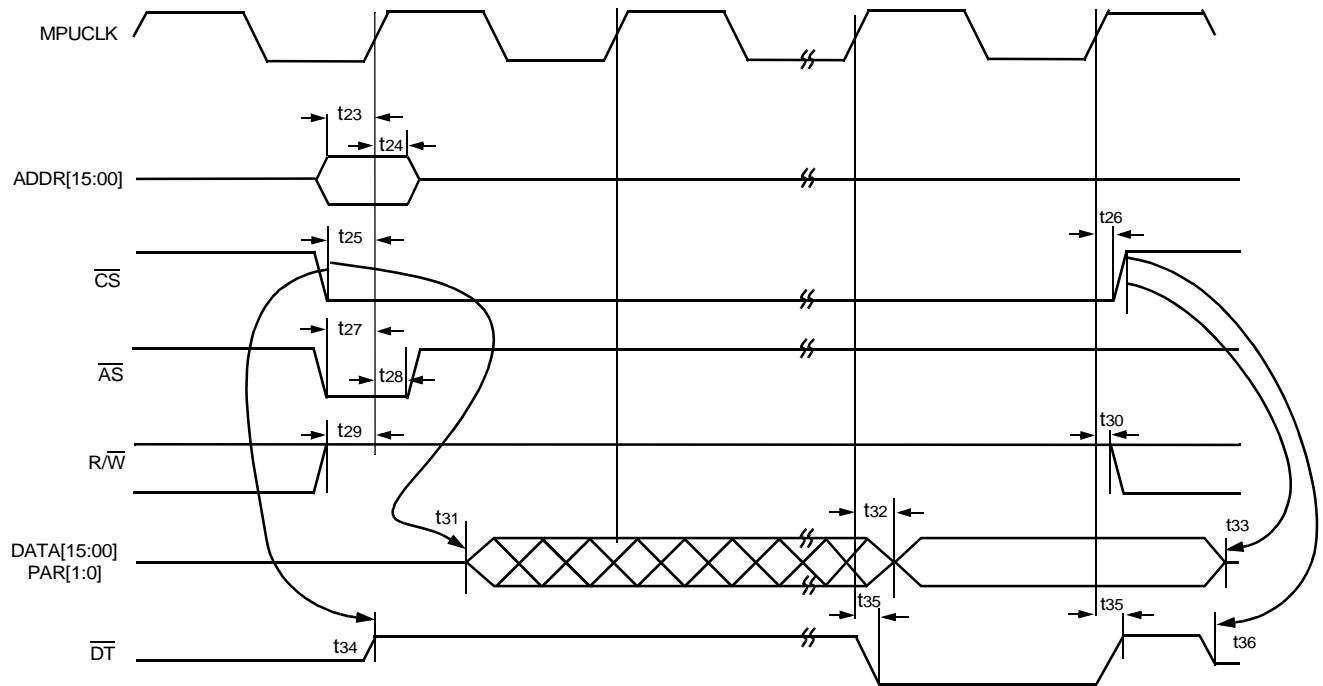 MPUCLK
t23
t24
ADDR[15:00]
t25
t26
CS
t27
AS
t28
t29
t30
R/W
t31
t32
t33
DATA[15:00]
PAR[1:0]
t35
t35
t34
t36
DT